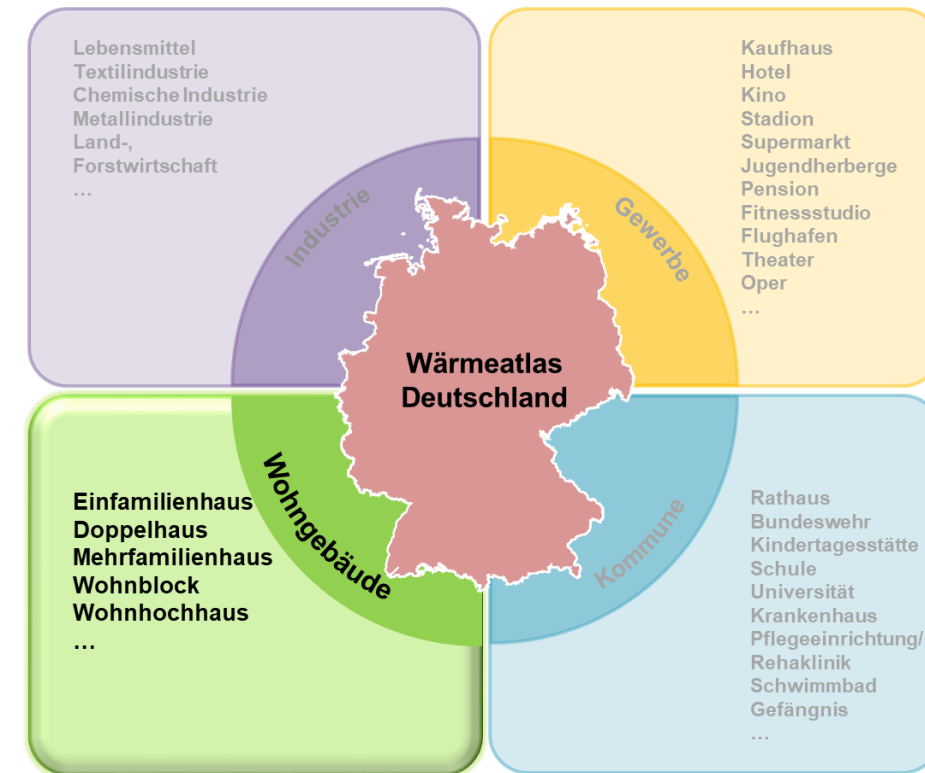 Lebensmittel
Textilindustrie
Chemische Industrie
Metallindustrie
Land-,
Forstwirtschaft
…
Industrie
Kaufhaus
Hotel
Kino
Stadion
Supermarkt
Jugendherberge
Pension
Fitnessstudio
Flughafen
Theater
Oper
…
Gewerbe
Wärmeatlas
Deutschland
Einfamilienhaus
Doppelhaus
Mehrfamilienhaus
Wohnblock
Wohnhochhaus
…
Wohngebäude
Kommune
Rathaus
Bundeswehr
Kindertagesstätte
Schule
Universität
Krankenhaus
Pflegeeinrichtung/
Rehaklinik
Schwimmbad
Gefängnis
…